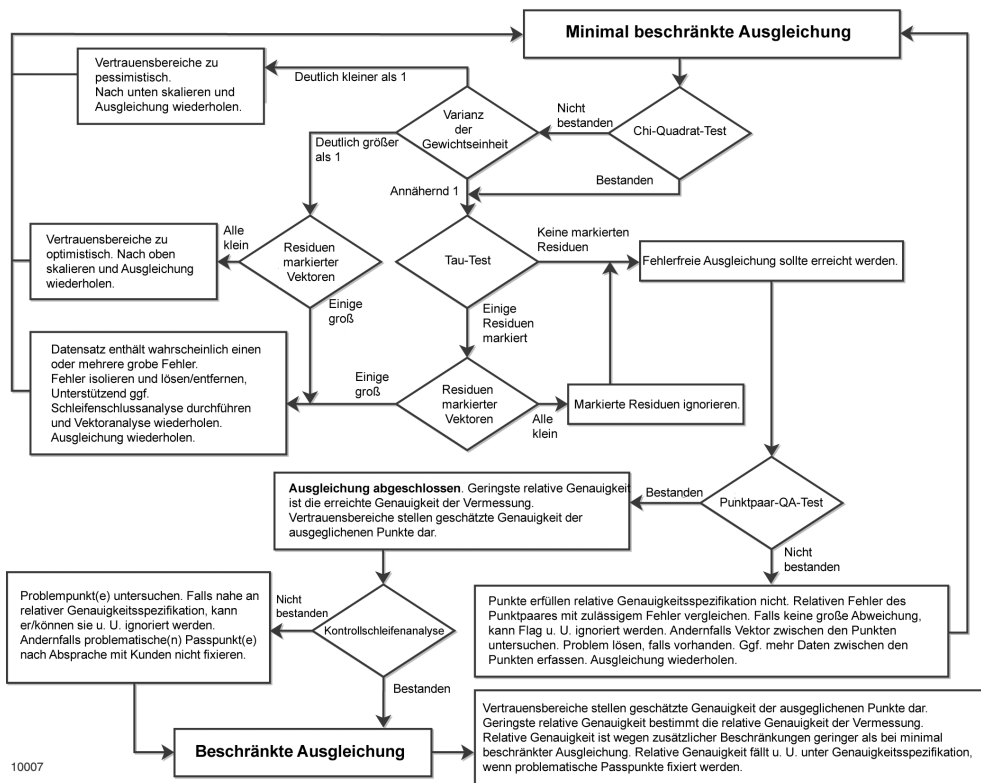 Minimal beschränkte Ausgleichung
Vertrauensbereiche zu
pessimistisch.
Nach unten skalieren und
Ausgleichung wiederholen.
Deutlich kleiner als 1
Varianz
der
Gewichtseinheit
Nicht
bestanden
Chi-Quadrat-Test
Deutlich größer
als 1
Annähernd 1
Bestanden
Vertrauensbereiche zu
optimistisch. Nach oben
skalieren und Ausgleichung
wiederholen.
Alle
klein
Residuen
markierter
Vektoren
Tau-Test
Keine markierten
Residuen
Fehlerfreie Ausgleichung sollte erreicht werden.
Einige
groß
Einige
Residuen
markiert
Datensatz enthält wahrscheinlich einen
oder mehrere grobe Fehler.
Fehler isolieren und lösen/entfernen,
Unterstützend ggf.
Schleifenschlussanalyse durchführen
und Vektoranalyse wiederholen.
Ausgleichung wiederholen.
Einige
groß
Residuen
markierter
Vektoren
Alle
klein
Markierte Residuen ignorieren.
Ausgleichung abgeschlossen. Geringste relative Genauigkeit
ist die erreichte Genauigkeit der Vermessung.
Vertrauensbereiche stellen geschätzte Genauigkeit der
ausgeglichenen Punkte dar.
Bestanden
Punktpaar-QA-Test
Nicht
bestanden
Problempunkt(e) untersuchen. Falls nahe an
relativer Genauigkeitsspezifikation, kann
er/können sie u. U. ignoriert werden.
Andernfalls problematische(n) Passpunkt(e)
nach Absprache mit Kunden nicht fixieren.
Nicht
bestanden
Kontrollschleifenanalyse
Punkte erfüllen relative Genauigkeitsspezifikation nicht. Relativen Fehler des
Punktpaares mit zulässigem Fehler vergleichen. Falls keine große Abweichung,
kann Flag u. U. ignoriert werden. Andernfalls Vektor zwischen den Punkten
untersuchen. Problem lösen, falls vorhanden. Ggf. mehr Daten zwischen den
Punkten erfassen. Ausgleichung wiederholen.
Bestanden
Beschränkte Ausgleichung
Vertrauensbereiche stellen geschätzte Genauigkeit der ausgeglichenen Punkte dar.
Geringste relative Genauigkeit bestimmt die relative Genauigkeit der Vermessung.
Relative Genauigkeit ist wegen zusätzlicher Beschränkungen geringer als bei minimal
beschränkter Ausgleichung. Relative Genauigkeit fällt u. U. unter Genauigkeitsspezifikation,
wenn problematische Passpunkte fixiert werden.
10007